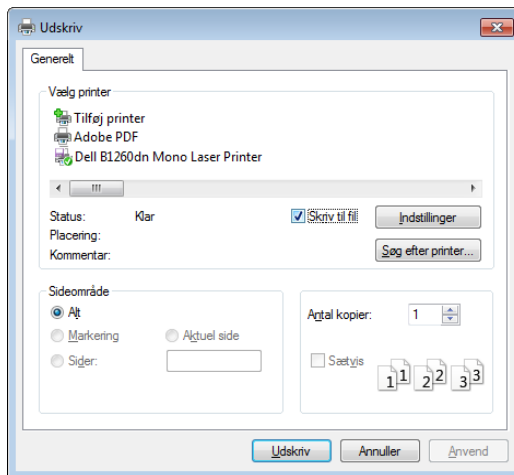 Udskriv
Generelt
Vælg printer
Tilføj printer
Adobe PDF
Dell B1260dn Mono Laser Printer
Status: Klar
Skriv til fil
Indstillinger
Placering:
Kommentar:
Søg efter printer...
Sideområde
Alt
Markering
Aktuel side
Sider:
Antal kopier: 1
Sætvis
1 1 2 2 3 3
Udskriv Annuller Anvend